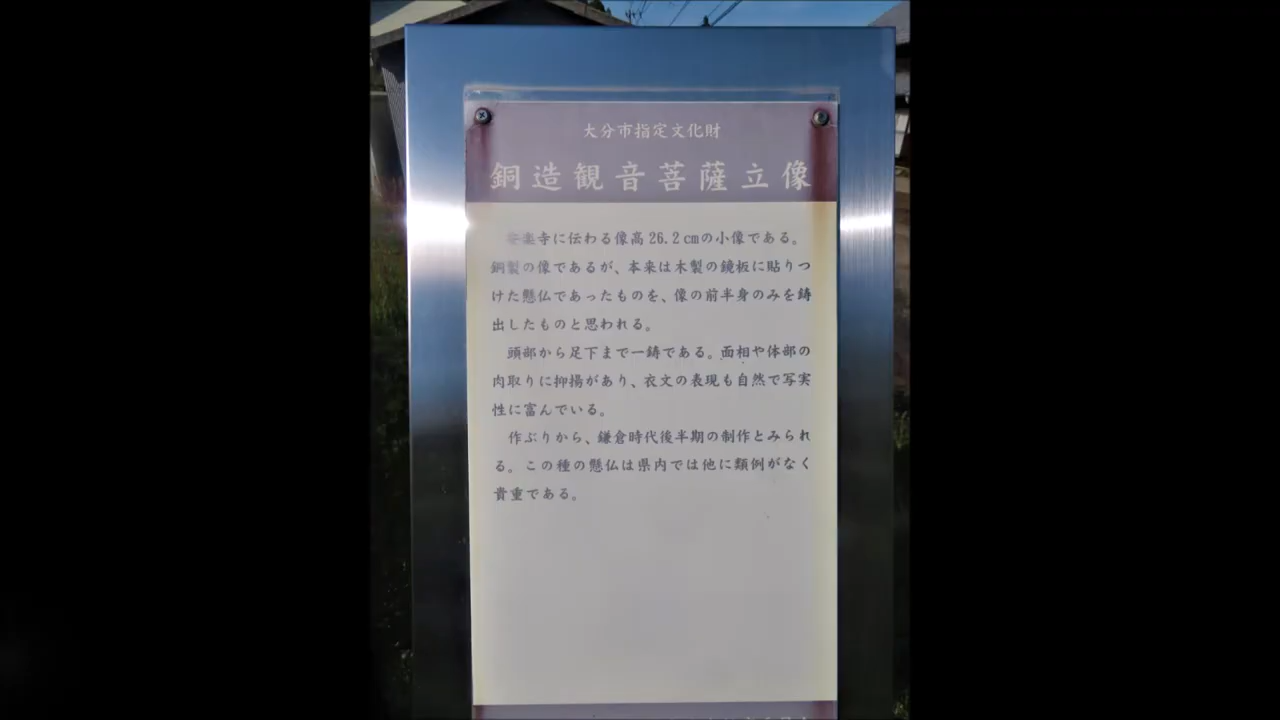 大分市指定文化財
銅造観音菩薩立像
安楽寺に伝わる像高26.2cmの小像である。
銅製の像であるが、本来は木製の鏡板に貼りつ
けた懸仏であったものを、像の前半身のみを鋳
出したものと思われる。
頭部から足下まで一鋳である。面相や体部の
肉取りに抑揚があり、衣文の表現も自然で写実
性に富んでいる。
作ぶりから、鎌倉時代後半期の制作とみられ
る。この種の懸仏は県内では他に類例がなく
貴重である。